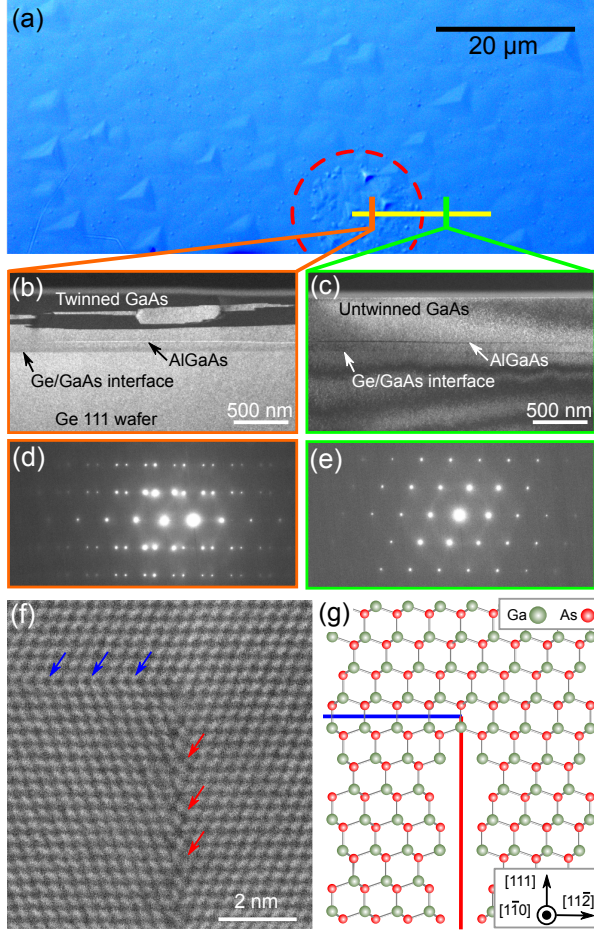 (a)
20 µm
(b)
Twinned GaAs
AlGaAs
Ge/GaAs interface
Ge 111 wafer
500 nm
(c)
Untwinned GaAs
AlGaAs
Ge/GaAs interface
500 nm
(d)
(e)
(f)
2 nm
(g)
Ga As
[111]
[11̄0]
[112̄]